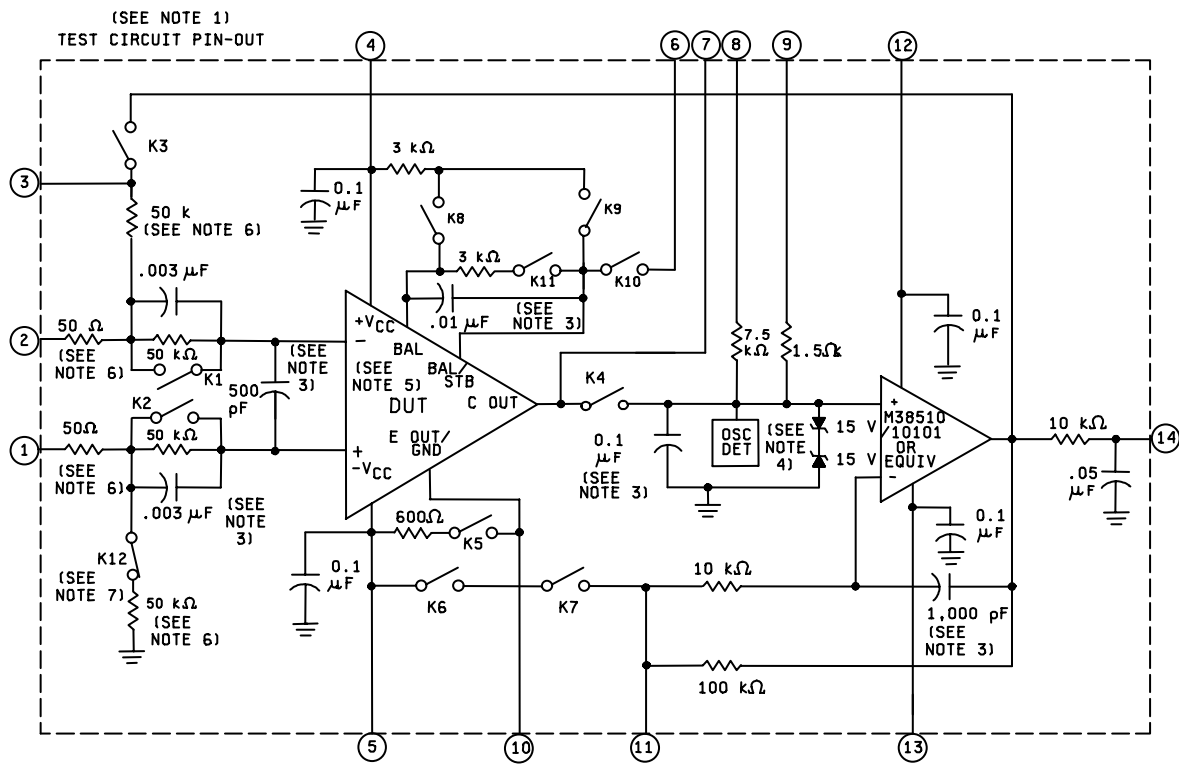 (SEE NOTE 1)
TEST CIRCUIT PIN-OUT
4
6
7
8
9
12
K3
3
3 kΩ
0.1
μF
K8
K9
50 k
(SEE NOTE 6)
3 kΩ
K11
K10
.003 μF
.01 μF
(SEE
NOTE 3)
7.5
kΩ
1.5Ωk
0.1
μF
2
50 Ω
(SEE
NOTE 6)
50 kΩ
K1
(SEE
NOTE
3)
500
pF
+VCC
-
BAL
BAL/
STB
(SEE
NOTE 5)
DUT
C OUT
E OUT/
GND
+
-VCC
K4
K2
1
50Ω
(SEE
NOTE 6)
50 kΩ
.003 μF
(SEE
NOTE
3)
0.1
μF
(SEE
NOTE 3)
OSC
DET
(SEE
NOTE
4)
15 V
15 V
+
M38510
/10101
OR
EQUIV
-
10 kΩ
14
.05
μF
0.1
μF
K12
(SEE
NOTE 7)
50 kΩ
(SEE
NOTE 6)
0.1
μF
600Ω
K5
K6
K7
10 kΩ
1,000 pF
(SEE
NOTE 3)
100 kΩ
5
10
11
13